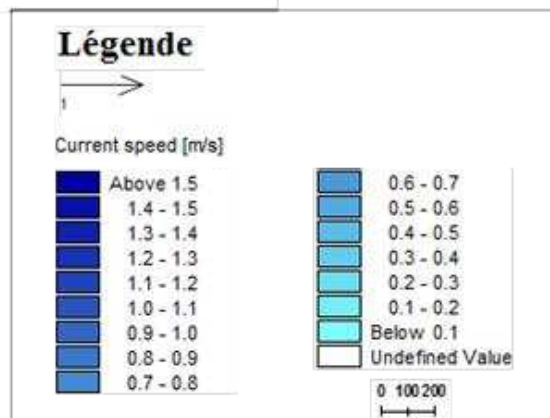 Légende
1
Current speed [m/s]
Above 1.5
1.4 - 1.5
1.3 - 1.4
1.2 - 1.3
1.1 - 1.2
1.0 - 1.1
0.9 - 1.0
0.8 - 0.9
0.7 - 0.8
0.6 - 0.7
0.5 - 0.6
0.4 - 0.5
0.3 - 0.4
0.2 - 0.3
0.1 - 0.2
Below 0.1
Undefined Value
0 100 200